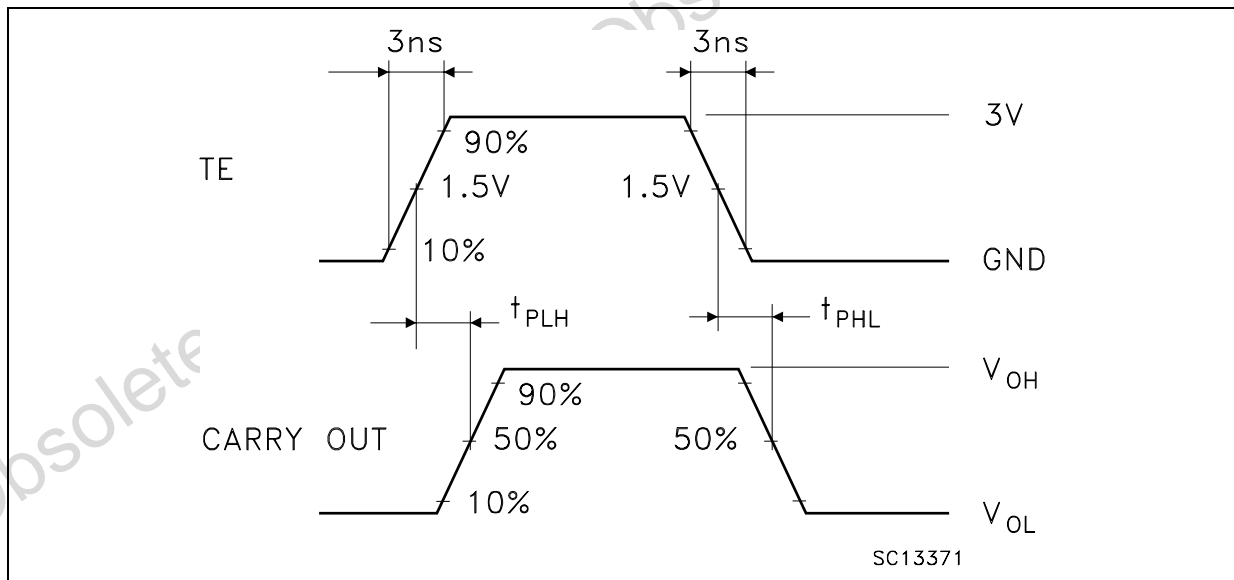 3ns 3ns
3V
90%
TE
1.5V 1.5V
10%
GND
tPLH tPHL
VOH
90%
CARRY OUT 50% 50%
10%
VOL
SC13371
Obsolete